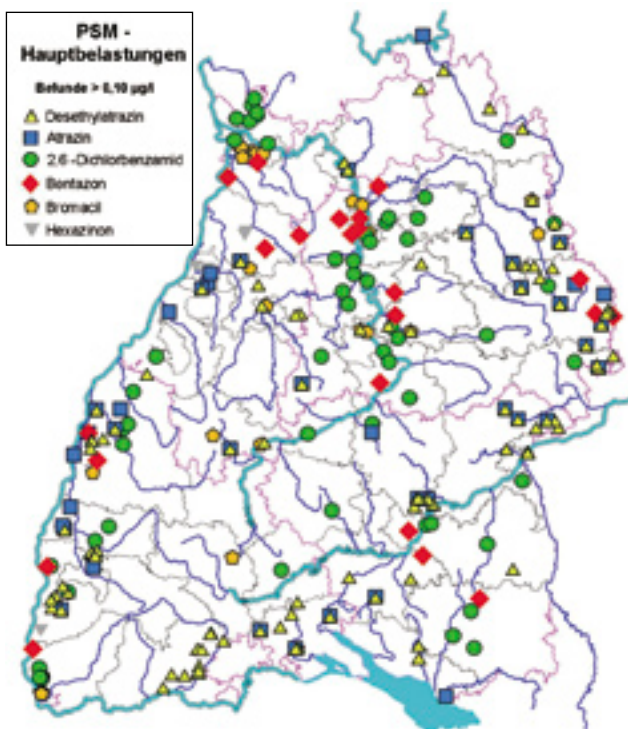 PSM -
Hauptbelastungen
Befunde > 0,10 µg/l
Desethylatrazin
Atrazin
2,6 -Dichlorbenzamid
Bentazon
Bromacil
Hexazinon